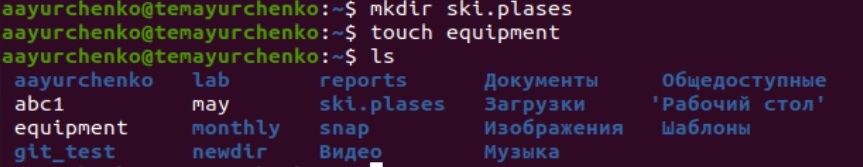 aayurchenko@temayurchenko:~$ mkdir ski.plases
aayurchenko@temayurchenko:~$ touch equipment
aayurchenko@temayurchenko:~$ ls
aayurchenko lab reports Документы Общедоступные
abc1 may ski.plases Загрузки 'Рабочий стол'
equipment monthly snap Изображения Шаблоны
git_test newdir Видео Музыка